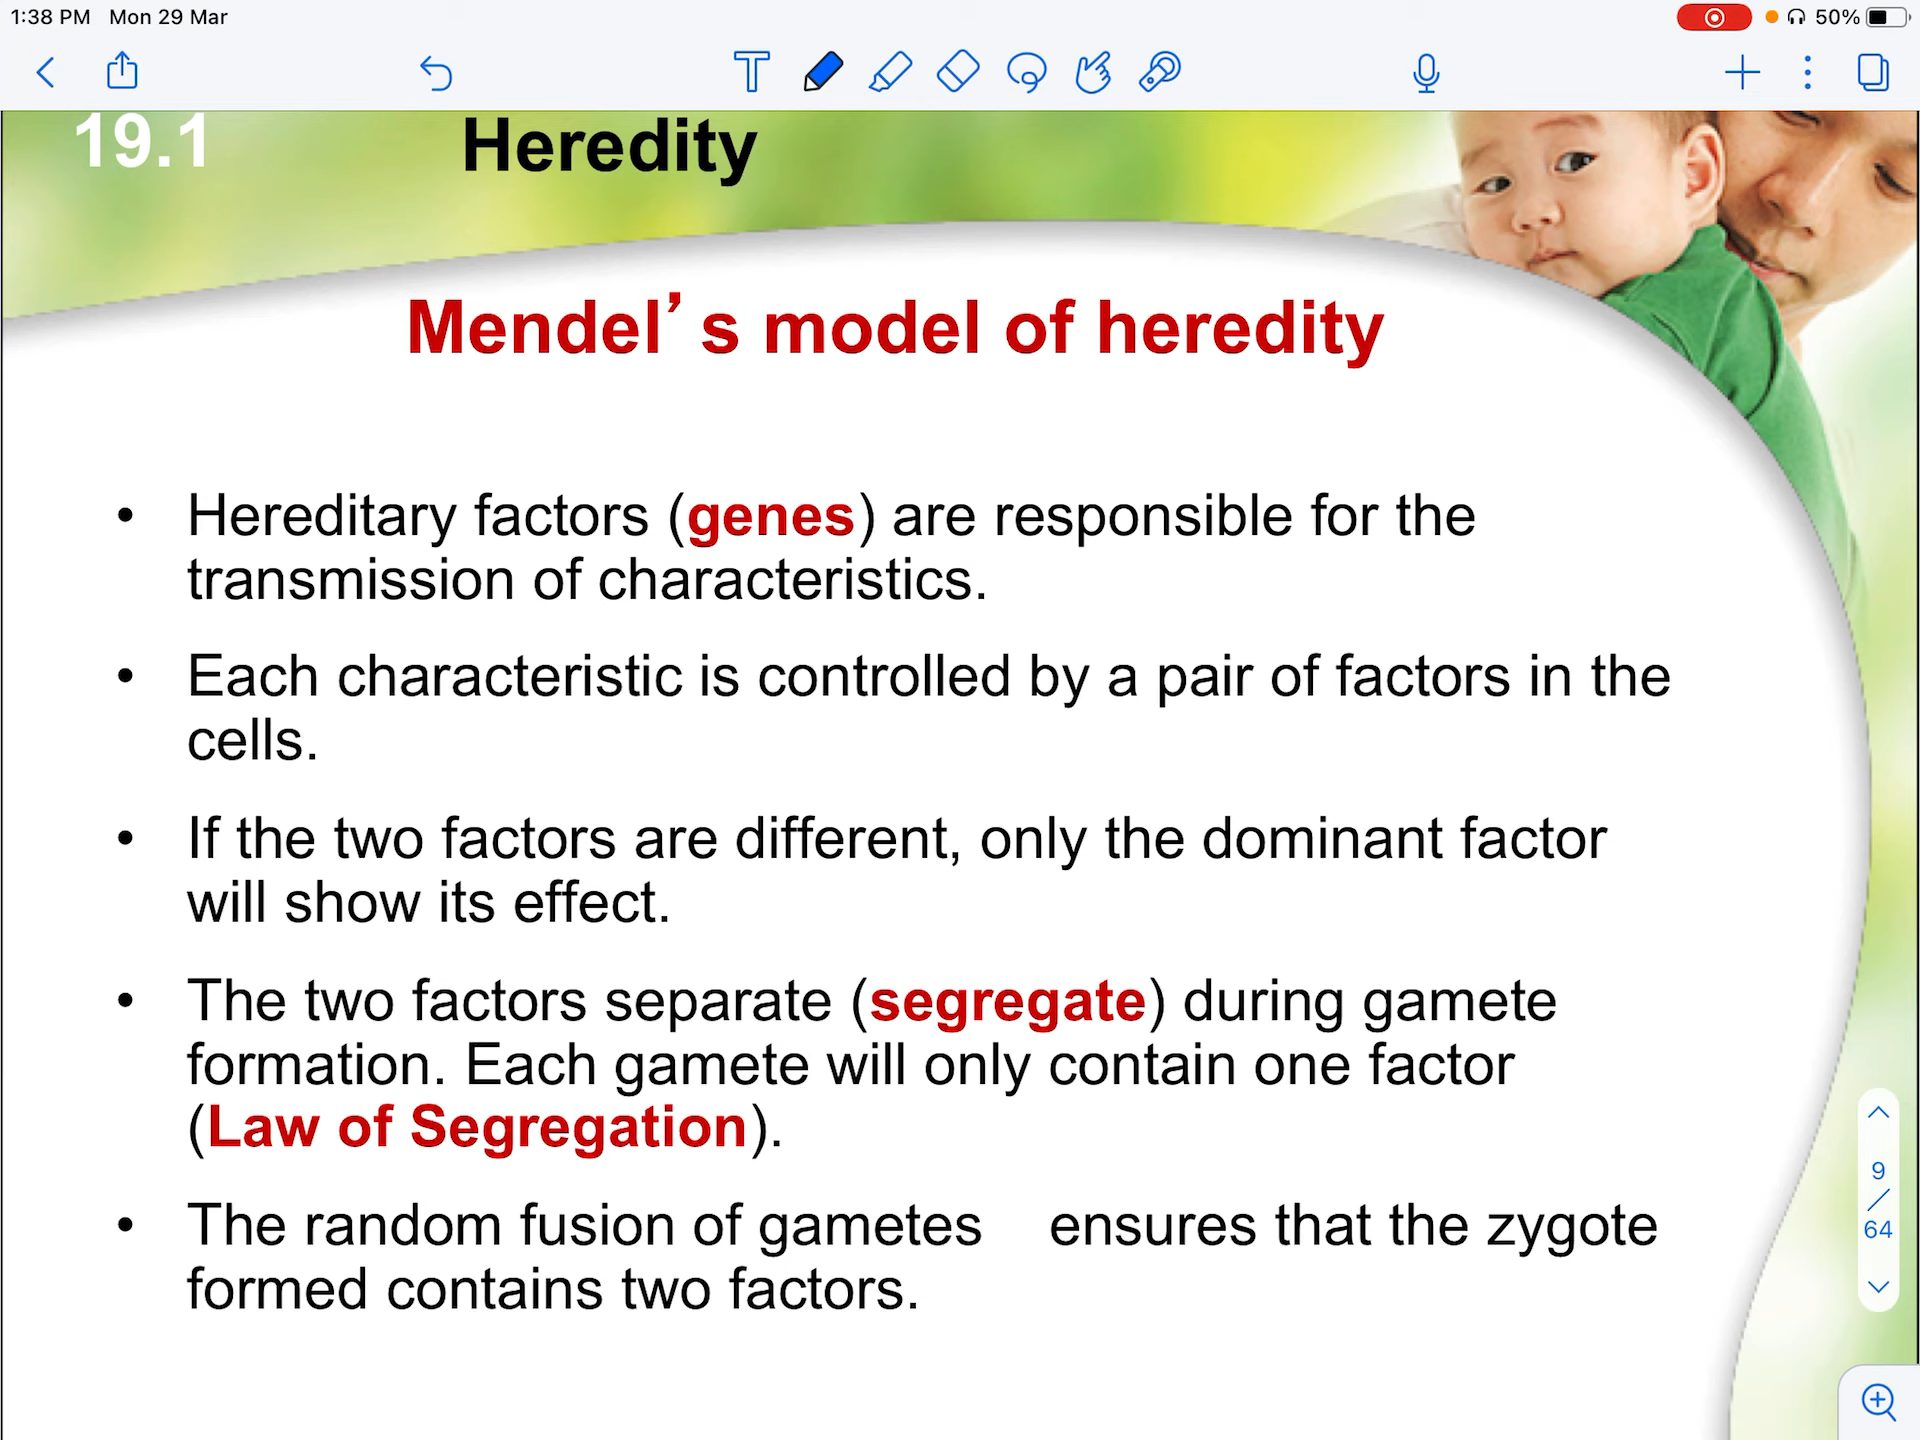 1:38 PM Mon 29 Mar
50%
T
19.1 Heredity
Mendel’s model of heredity
• Hereditary factors (genes) are responsible for the
transmission of characteristics.
• Each characteristic is controlled by a pair of factors in the
cells.
• If the two factors are different, only the dominant factor
will show its effect.
• The two factors separate (segregate) during gamete
formation. Each gamete will only contain one factor
(Law of Segregation).
• The random fusion of gametes ensures that the zygote
formed contains two factors.
9
/
64